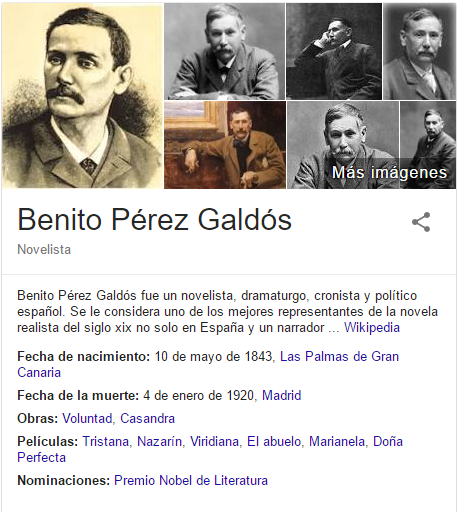 Más imágenes
Benito Pérez Galdós
Novelista
Benito Pérez Galdós fue un novelista, dramaturgo, cronista y político
español. Se le considera uno de los mejores representantes de la novela
realista del siglo xix no solo en España y un narrador ... Wikipedia
Fecha de nacimiento: 10 de mayo de 1843, Las Palmas de Gran
Canaria
Fecha de la muerte: 4 de enero de 1920, Madrid
Obras: Voluntad, Casandra
Películas: Tristana, Nazarín, Viridiana, El abuelo, Marianela, Doña
Perfecta
Nominaciones: Premio Nobel de Literatura